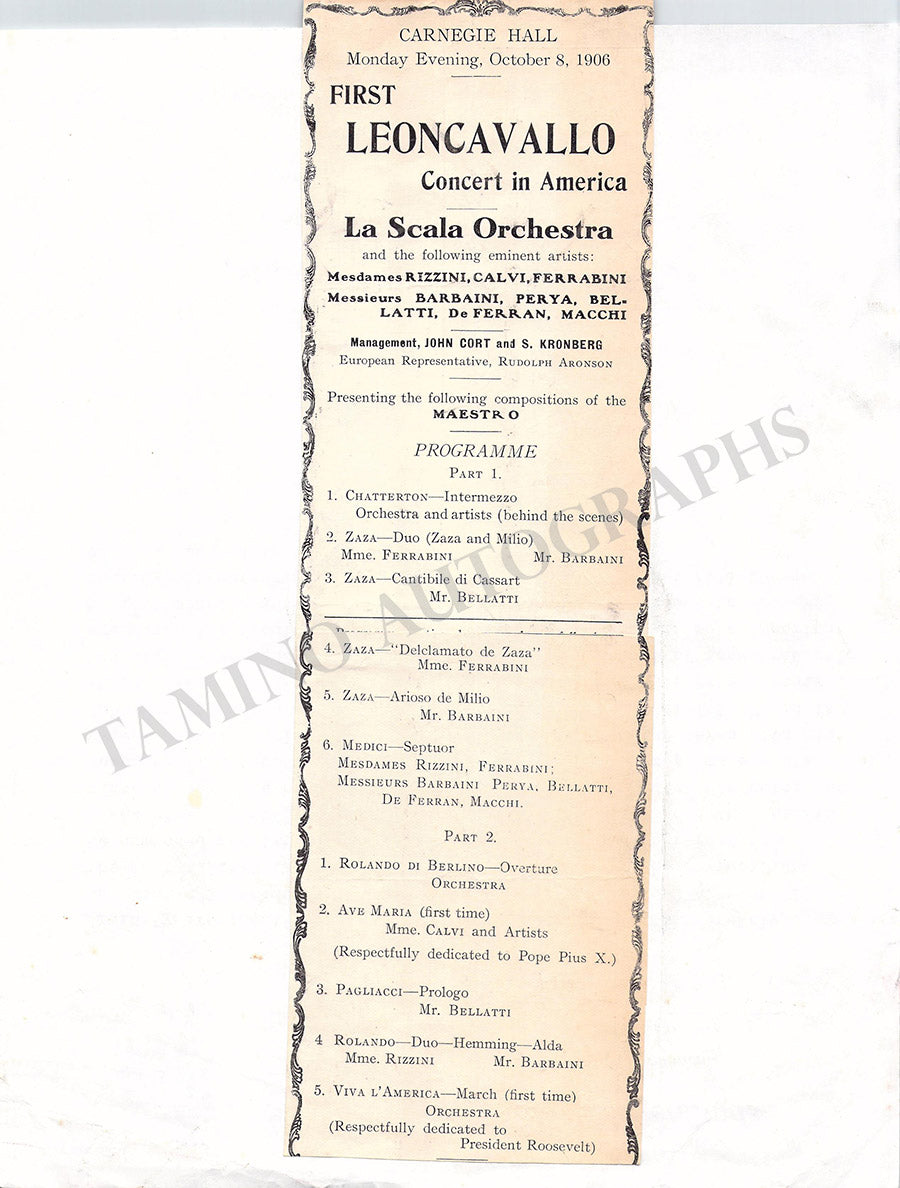 CARNEGIE HALL
Monday Evening, October 8, 1906
FIRST
LEONCAVALLO
Concert in America
La Scala Orchestra
and the following eminent artists:
Mesdames RIZZINI, CALVI, FERRABINI
Messieurs BARBAINI, PERYA, BEL-
LATTI, De FERRAN, MACCHI
Management, JOHN CORT and S. KRONBERG
European Representative, RUDOLPH ARONSON
Presenting the following compositions of the
MAESTRO
PROGRAMME
PART 1.
1. CHATTERTON—Intermezzo
Orchestra and artists (behind the scenes)
2. ZAZA—Duo (Zaza and Milio)
Mme. FERRABINI Mr. BARBAINI
3. ZAZA—Cantibile di Cassart
Mr. BELLATTI
4. ZAZA—"Delclamato de Zaza"
Mme. FERRABINI
5. ZAZA—Arioso de Milio
Mr. BARBAINI
6. MEDICI—Septuor
MESDAMES RIZZINI, FERRABINI;
MESSIEURS BARBAINI PERYA, BELLATTI,
DE FERRAN, MACCHI.
PART 2.
1. ROLANDO DI BERLINO—Overture
ORCHESTRA
2. AVE MARIA (first time)
Mme. CALVI and Artists
(Respectfully dedicated to Pope Pius X.)
3. PAGLIACCI—Prologo
Mr. BELLATTI
4 ROLANDO—Duo—Hemming—Alda
Mme. RIZZINI Mr. BARBAINI
5. VIVA L'AMERICA—March (first time)
ORCHESTRA
(Respectfully dedicated to
President Roosevelt)
TAMINO AUTOGRAPHS